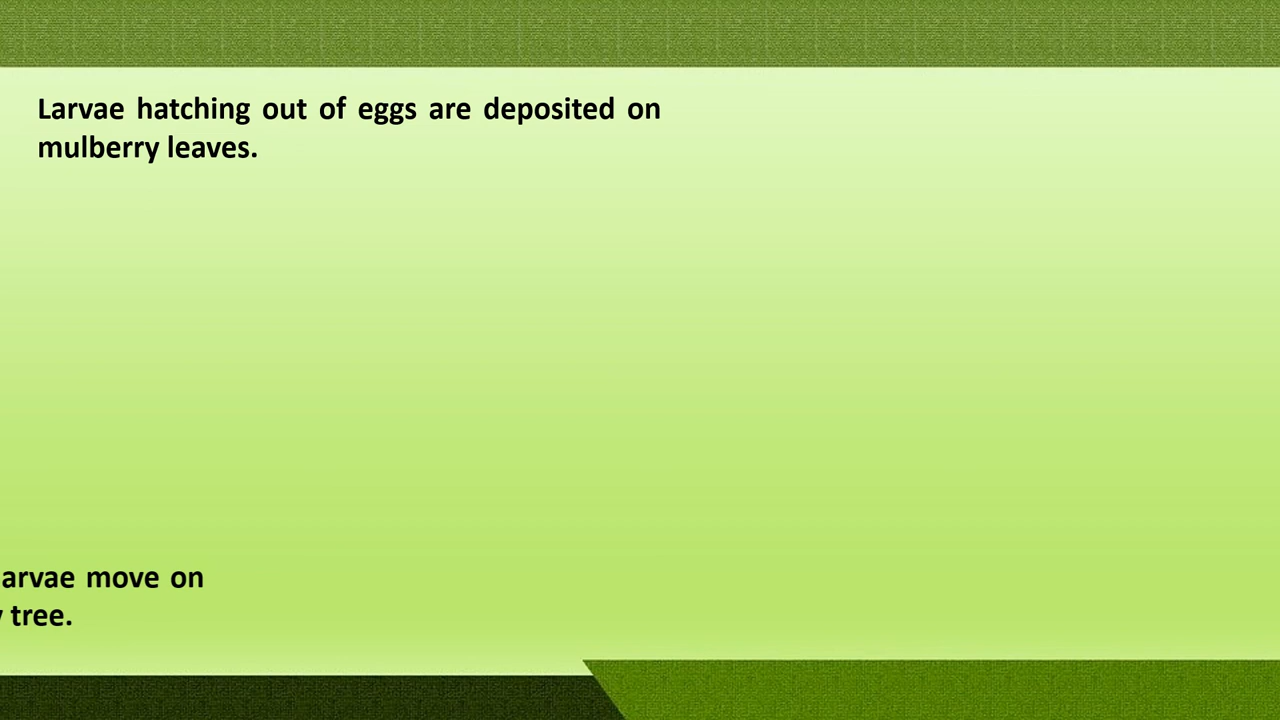 Larvae hatching out of eggs are deposited on
mulberry leaves.
arvae move on
tree.